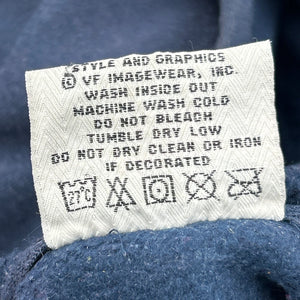 STYLE AND GRAPHICS
© VF IMAGEWEAR, INC.
WASH INSIDE OUT
MACHINE WASH COLD
DO NOT BLEACH
TUMBLE DRY LOW
DO NOT DRY CLEAN OR IRON
IF DECORATED
27°C